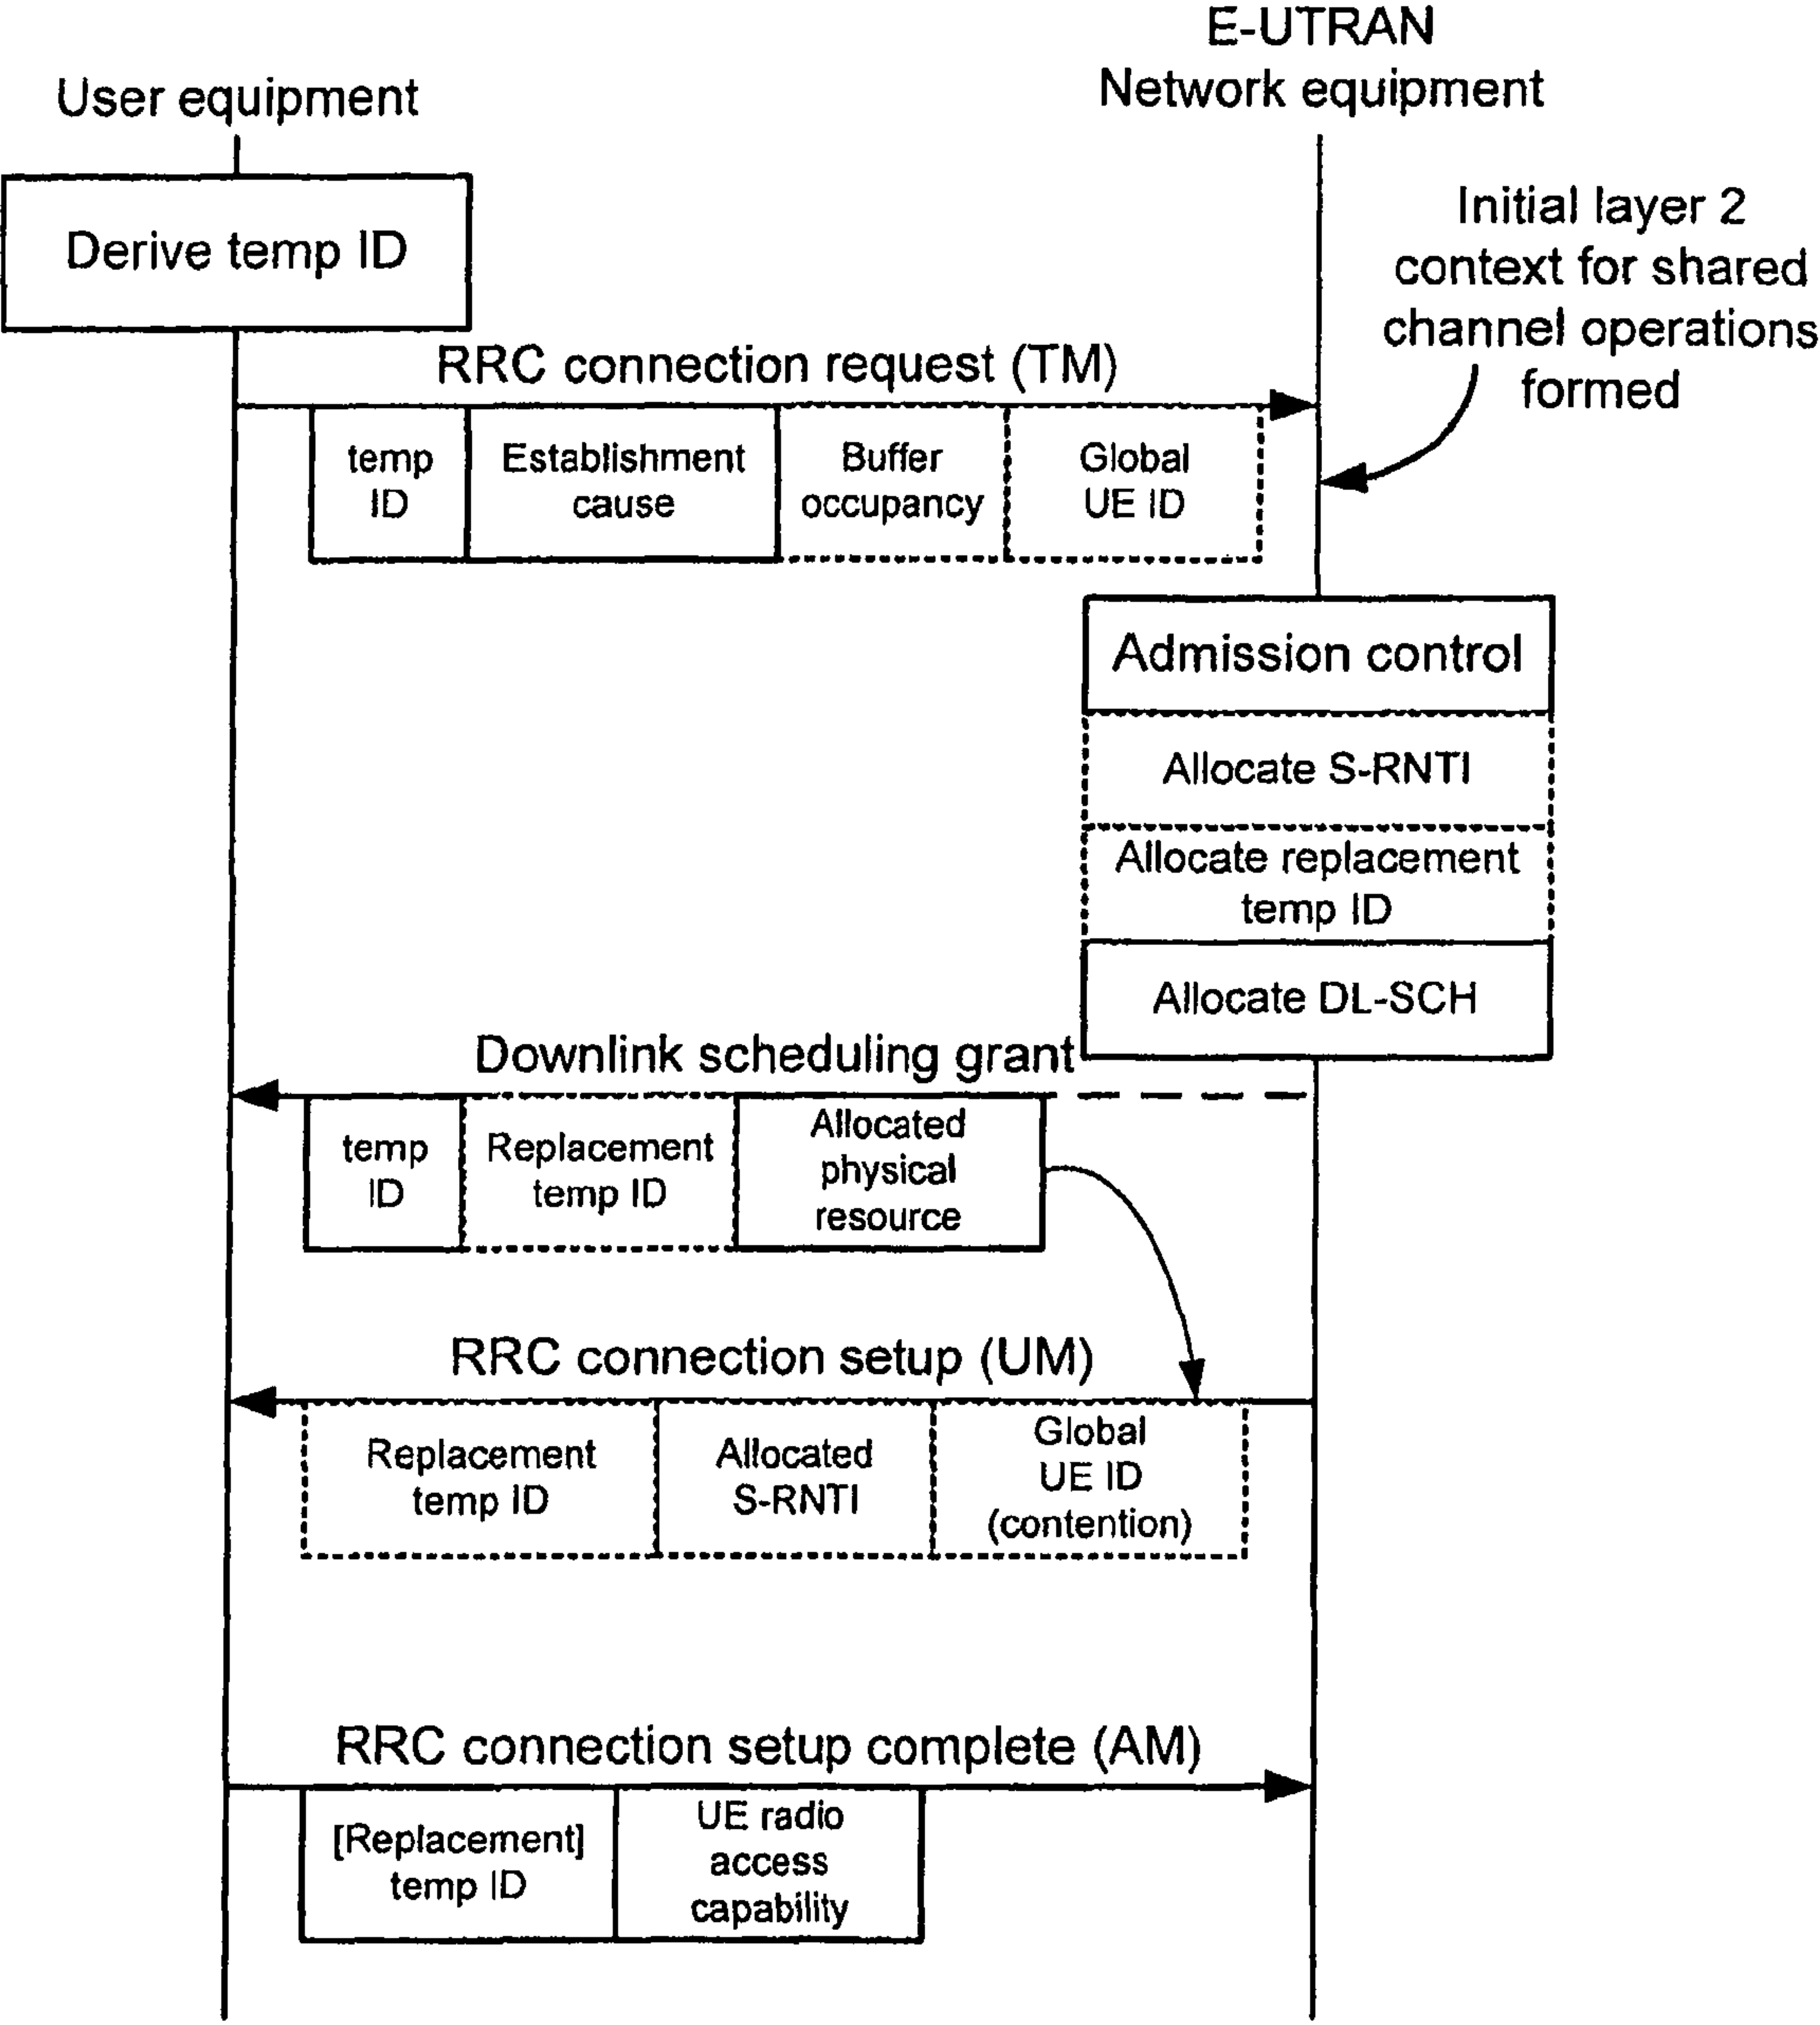 E-UTRAN
Network equipment
User equipment
Initial layer 2
context for shared
channel operations
formed
Derive temp ID
RRC connection request (TM)
temp
ID
Establishment
cause
Buffer
occupancy
Global
UE ID
Admission control
Allocate S-RNTI
Allocate replacement
temp ID
Allocate DL-SCH
Downlink scheduling grant
temp
ID
Replacement
temp ID
Allocated
physical
resource
RRC connection setup (UM)
Replacement
temp ID
Allocated
S-RNTI
Global
UE ID
(contention)
RRC connection setup complete (AM)
[Replacement]
temp ID
UE radio
access
capability